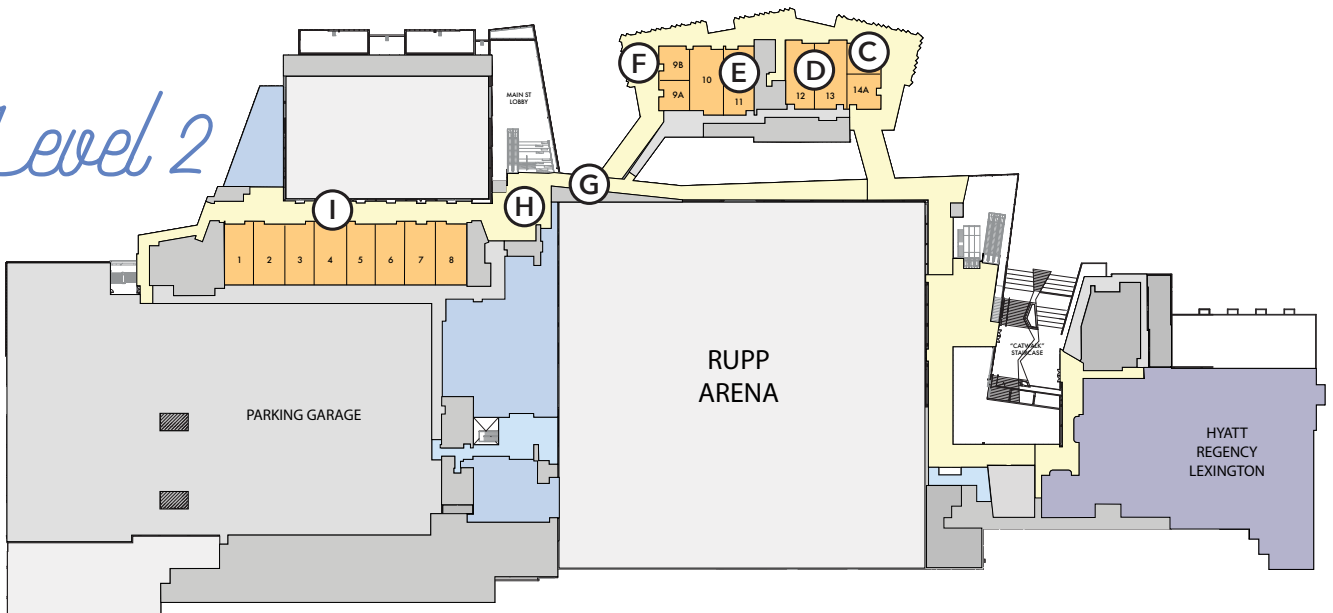 Level 2
MAIN ST
LOBBY
F
9B
9A
10
E
11
D
12
13
C
14A
G
H
I
1
2
3
4
5
6
7
8
PARKING GARAGE
RUPP
ARENA
"CATWALK"
STAIRCASE
HYATT
REGENCY
LEXINGTON